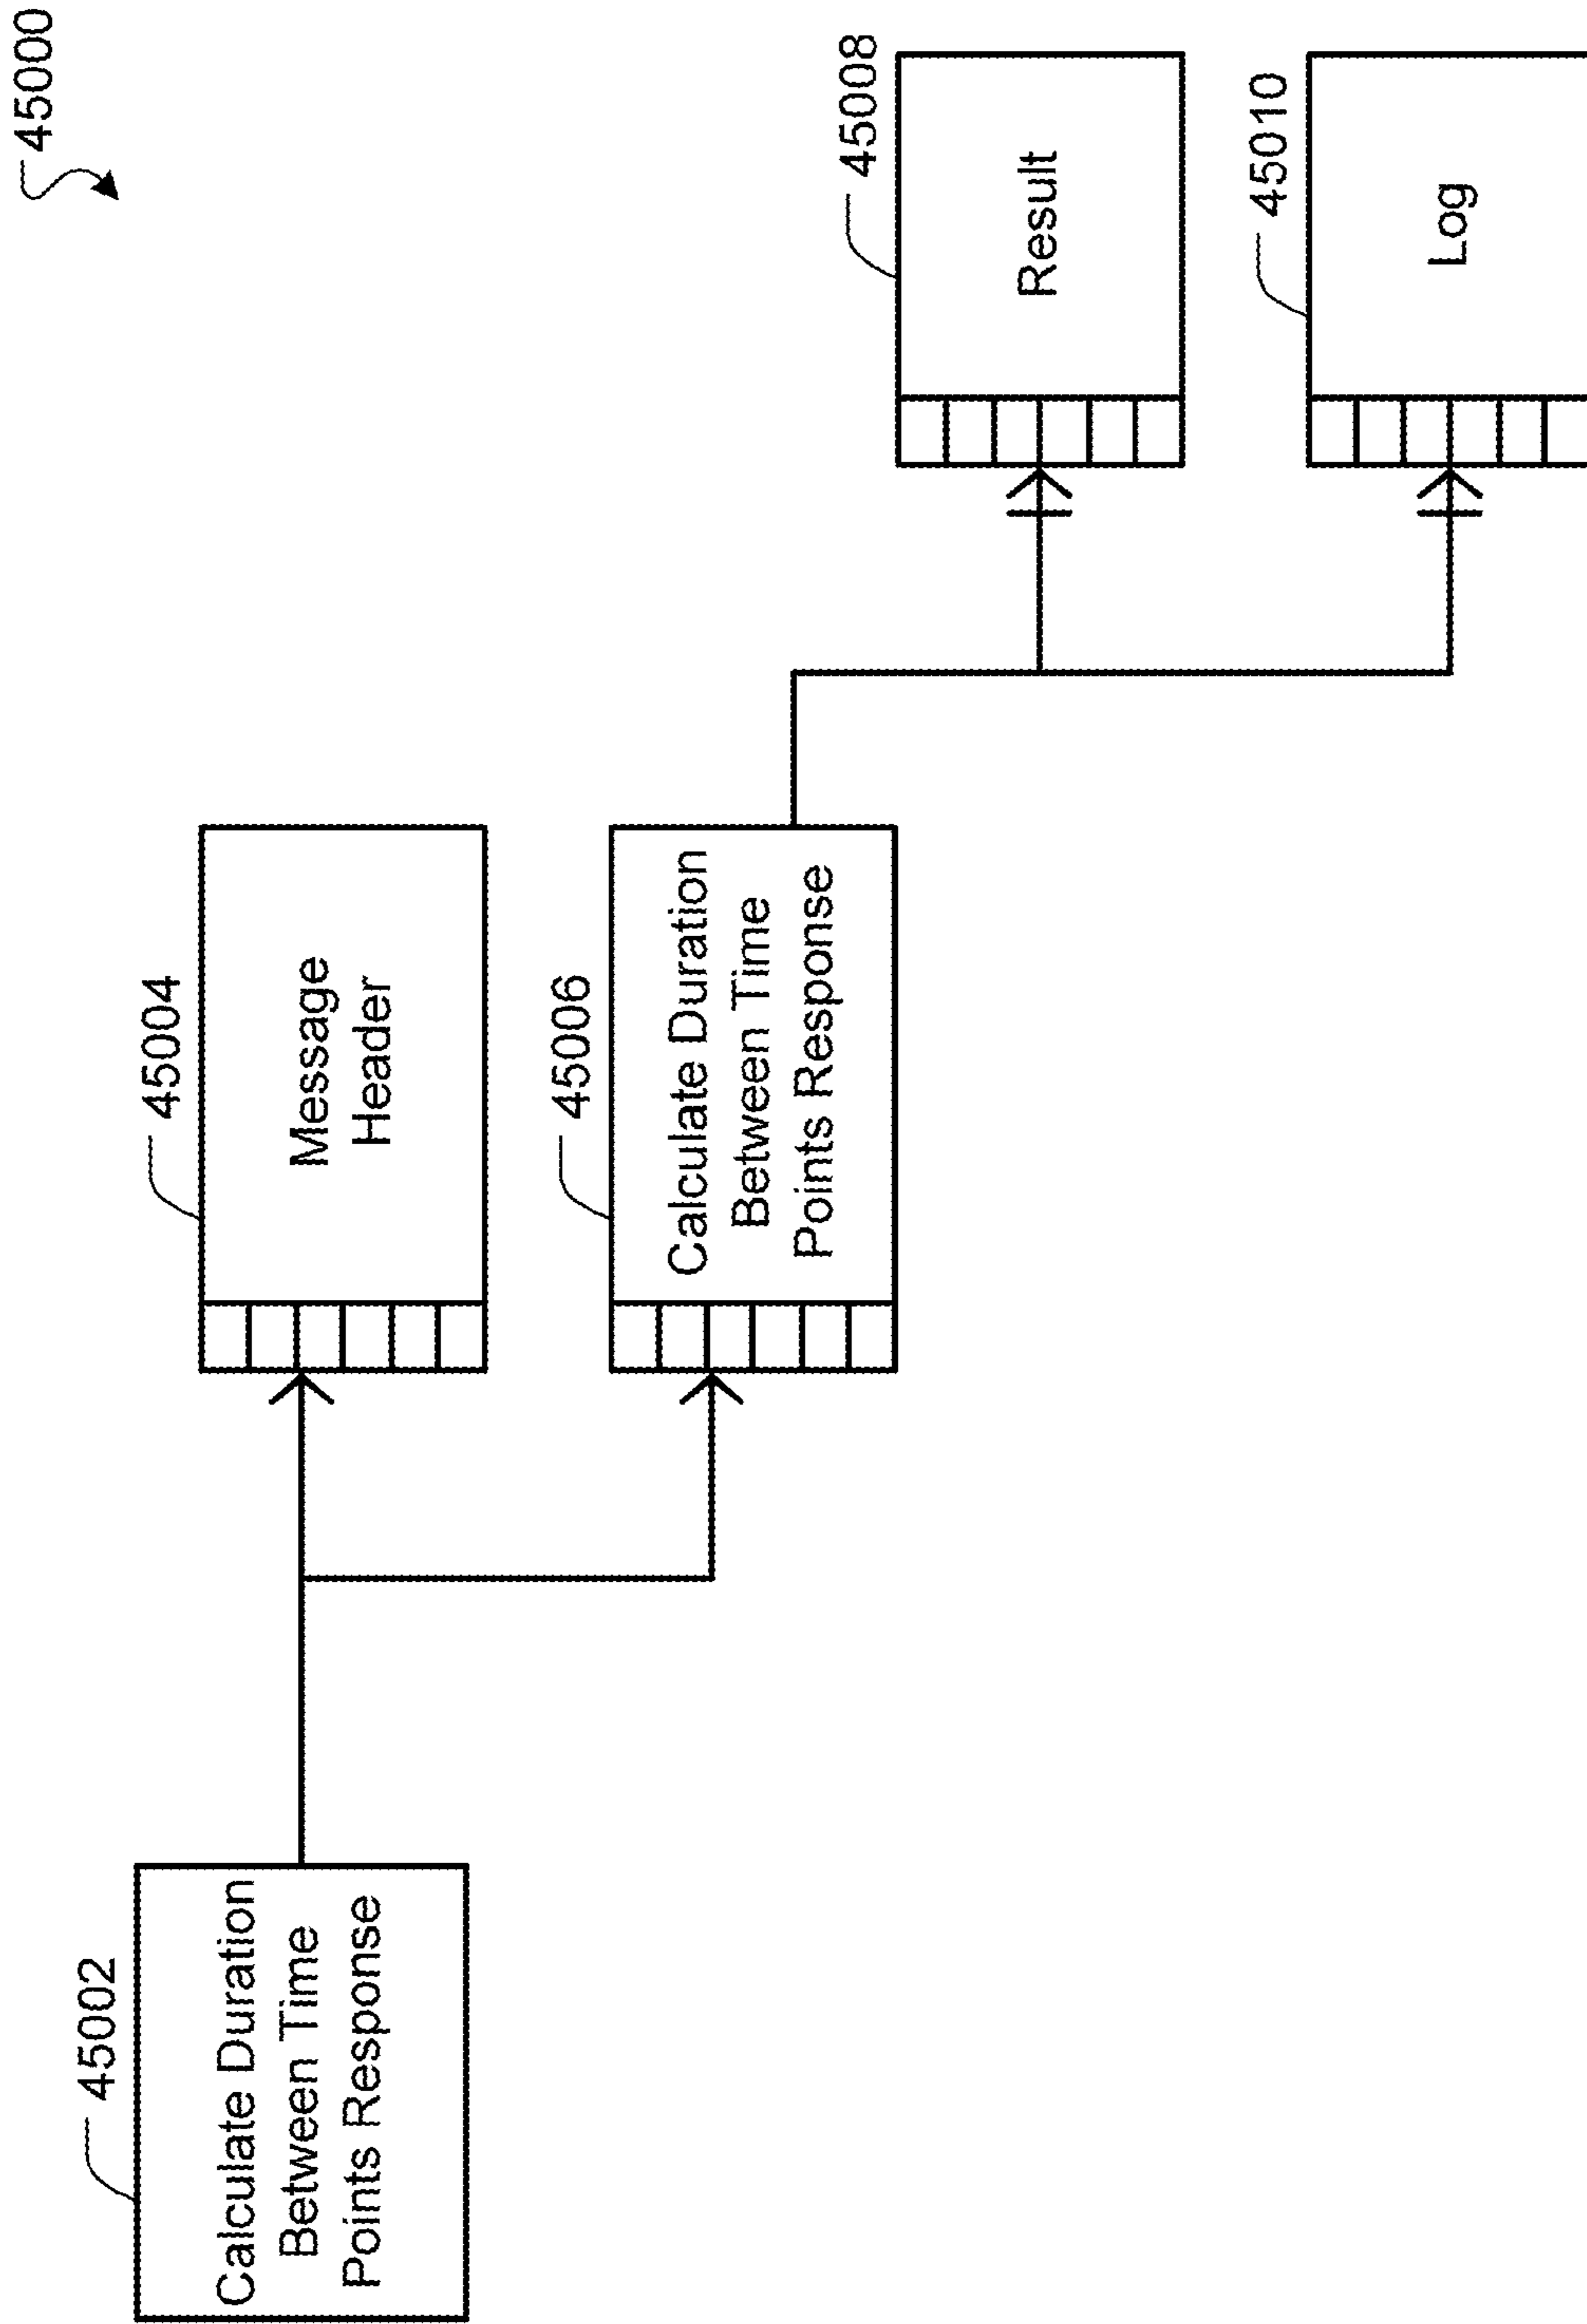 45000
45002
Calculate Duration
Between Time
Points Response
45004
Message
Header
45006
Calculate Duration
Between Time
Points Response
45008
Result
45010
Log